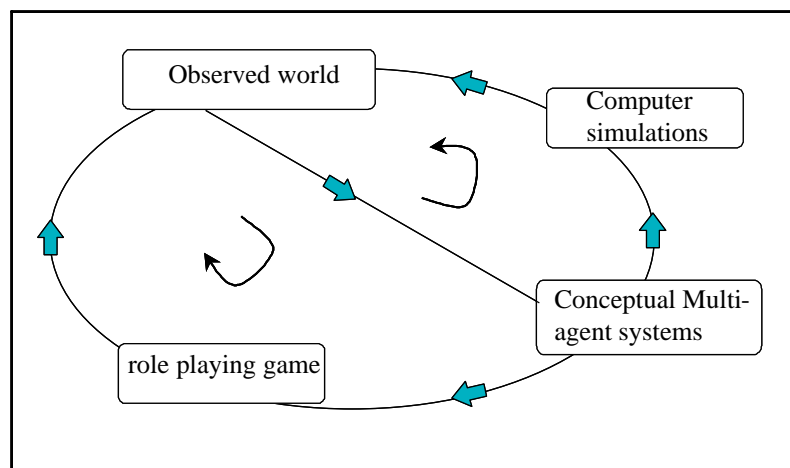 Observed world
Computer
simulations
Conceptual Multi-
agent systems
role playing game